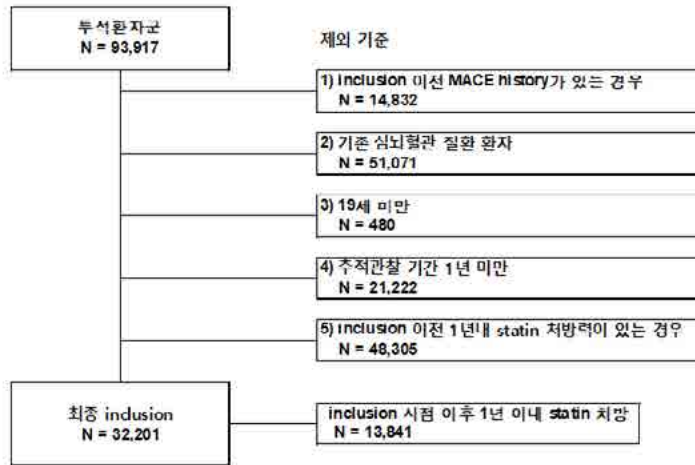 투석환자군
N = 93,917
제외 기준
1) inclusion 이전 MACE history가 있는 경우
N = 14,832
2) 기존 심뇌혈관 질환 환자
N = 51,071
3) 19세 미만
N = 480
4) 추적관찰 기간 1년 미만
N = 21,222
5) inclusion 이전 1년내 statin 처방력이 있는 경우
N = 48,305
최종 inclusion
N = 32,201
inclusion 시점 이후 1년 이내 statin 처방
N = 13,841